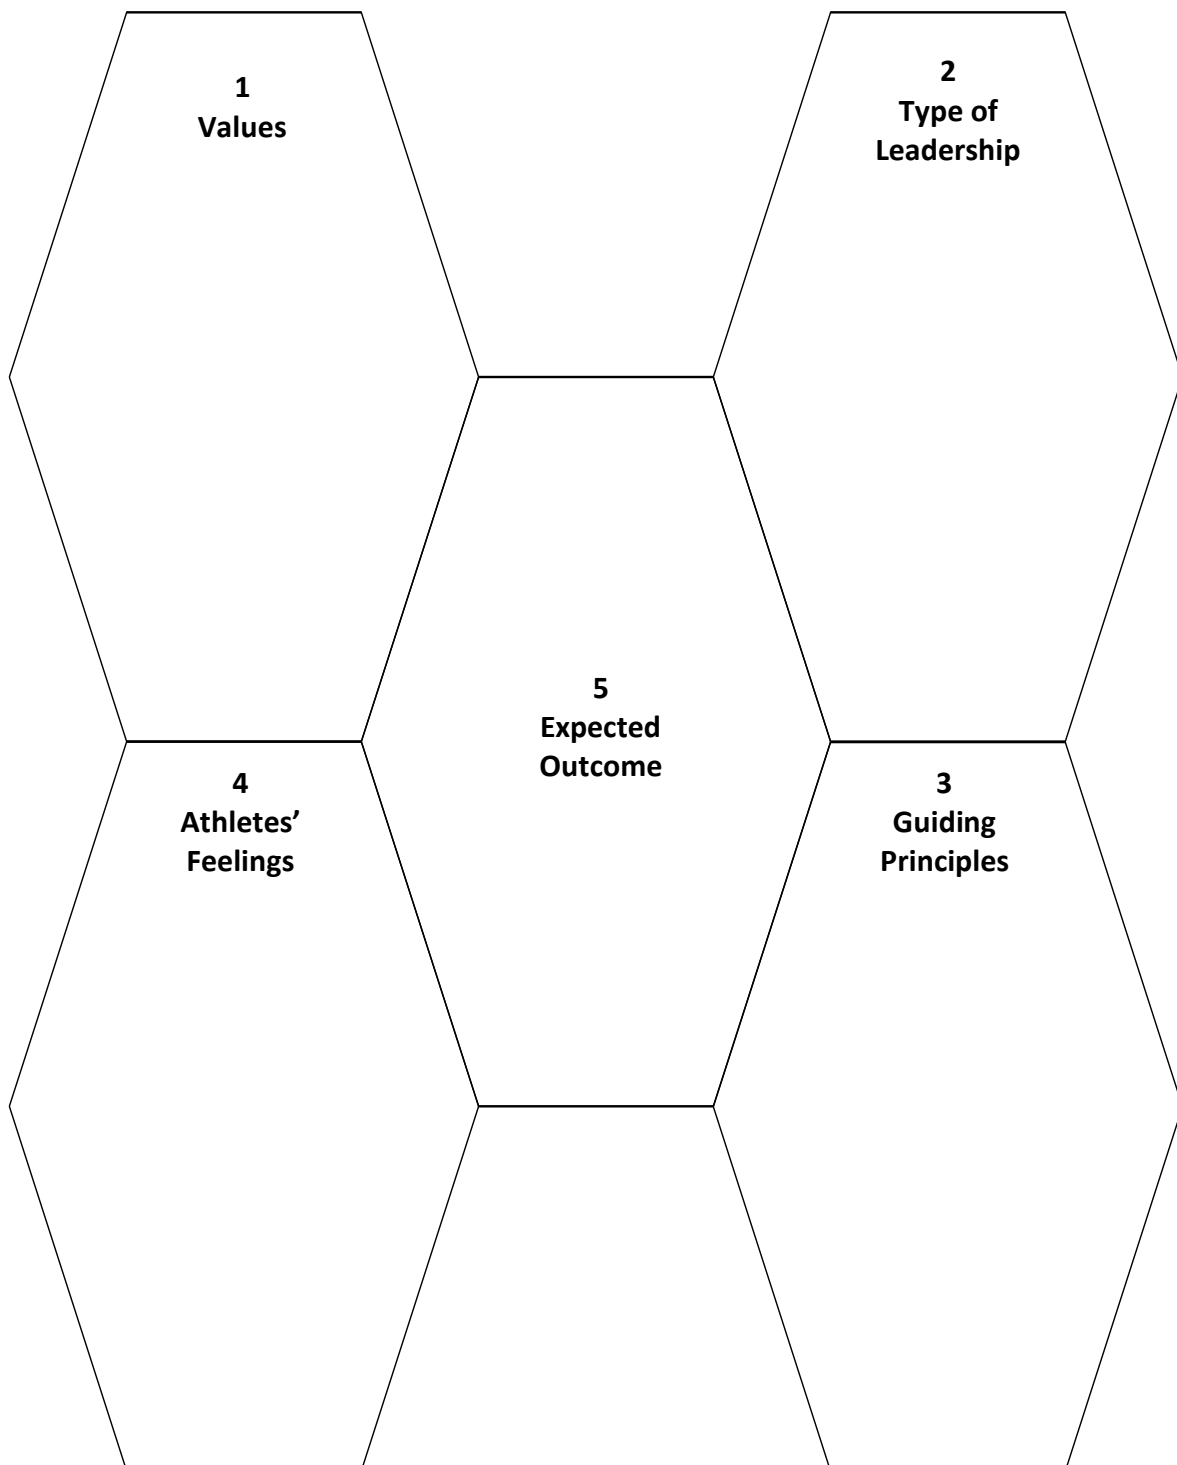 1
Values
2
Type of
Leadership
5
Expected
Outcome
4
Athletes’
Feelings
3
Guiding
Principles